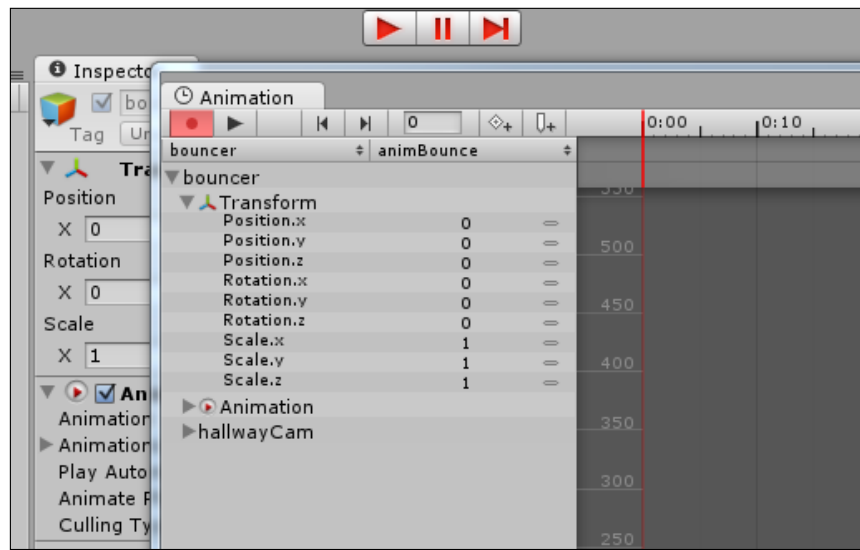 Inspecto
bo
Tag Un
Tra
Position
X 0
Rotation
X 0
Scale
X 1
An
Animation
Animation
Play Auto
Animate P
Culling Ty
Animation
0
0:00 0:10
bouncer animBounce
bouncer
Transform
Position.x 0
Position.y 0
Position.z 0
Rotation.x 0
Rotation.y 0
Rotation.z 0
Scale.x 1
Scale.y 1
Scale.z 1
Animation
hallwayCam
550
500
450
400
350
300
250